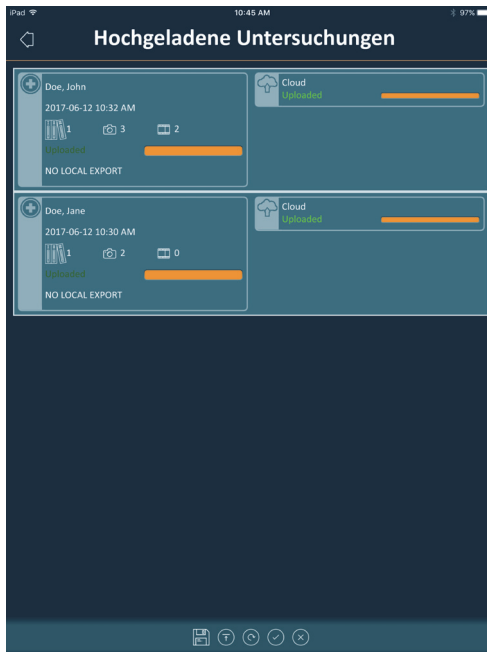 iPad 10:45 AM 97%
Hochgeladene Untersuchungen
Doe, John
2017-06-12 10:32 AM
1 3 2
Uploaded
NO LOCAL EXPORT
Cloud
Uploaded
Doe, Jane
2017-06-12 10:30 AM
1 2 0
Uploaded
NO LOCAL EXPORT
Cloud
Uploaded